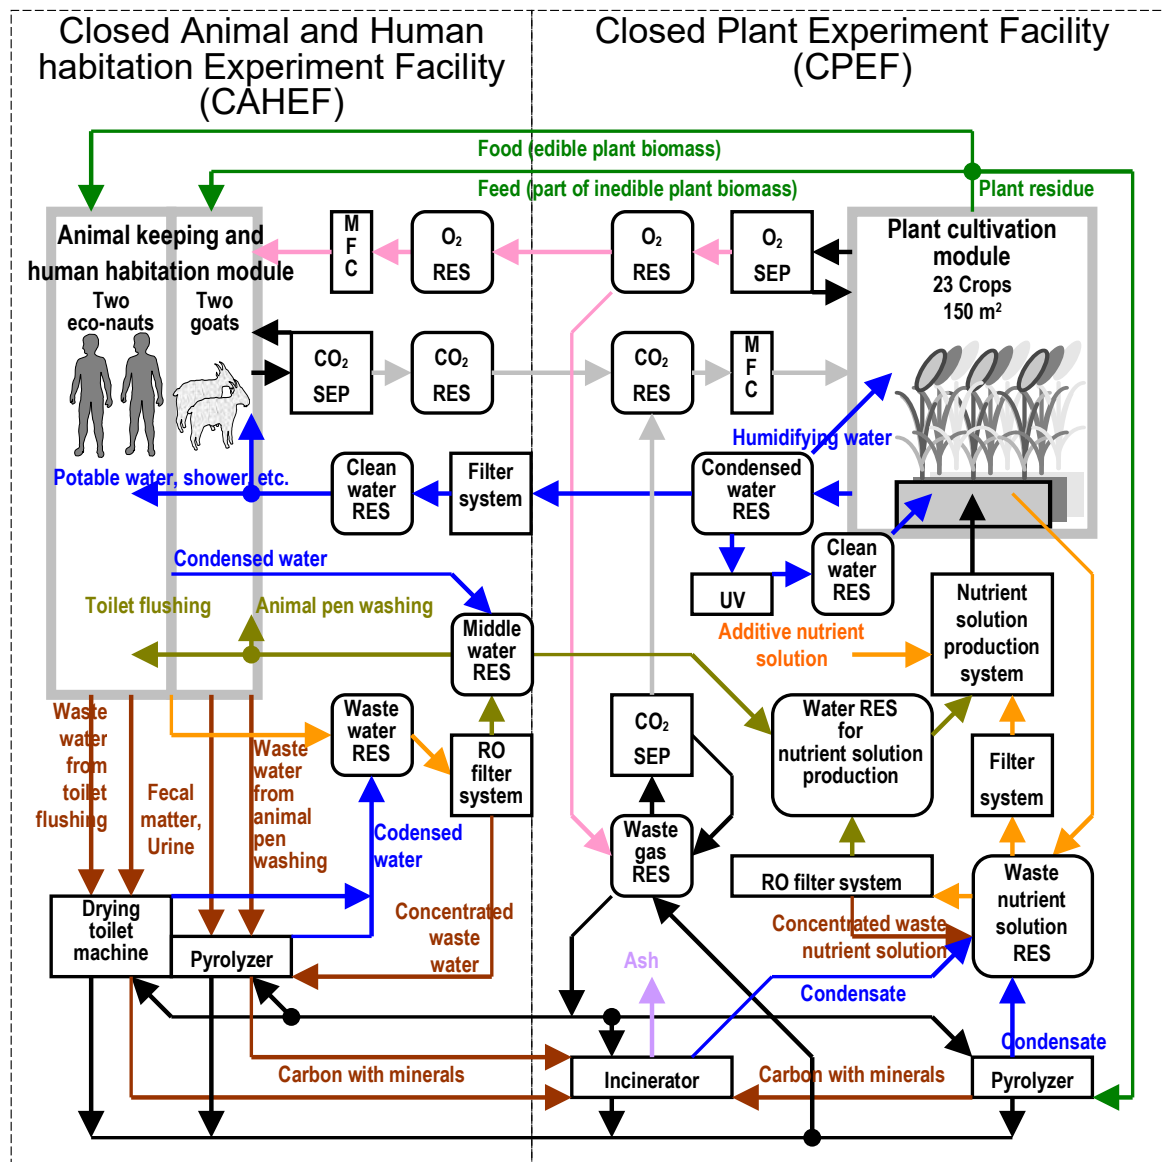 Closed Animal and Human
habitation Experiment Facility
(CAHEF)
Closed Plant Experiment Facility
(CPEF)
Food (edible plant biomass)
Feed (part of inedible plant biomass)
Plant residue
Animal keeping and
human habitation module
Two
eco-nauts
Two
goats
M
F
C
O2
RES
O2
RES
O2
SEP
Plant cultivation
module
23 Crops
150 m2
CO2
SEP
CO2
RES
CO2
RES
M
F
C
Humidifying water
Potable water, shower, etc.
Clean
water
RES
Filter
system
Condensed
water
RES
Clean
water
RES
UV
Condensed water
Toilet flushing
Animal pen washing
Middle
water
RES
Additive nutrient
solution
Nutrient
solution
production
system
Waste
water
from
toilet
flushing
Fecal
matter,
Urine
Waste
water
from
animal
pen
washing
Waste
water
RES
RO
filter
system
CO2
SEP
Water RES
for
nutrient solution
production
Filter
system
Codensed
water
Waste
gas
RES
RO filter system
Waste
nutrient
solution
RES
Drying
toilet
machine
Pyrolyzer
Concentrated
waste
water
Concentrated waste
nutrient solution
Ash
Condensate
Condensate
Carbon with minerals
Incinerator
Carbon with minerals
Pyrolyzer